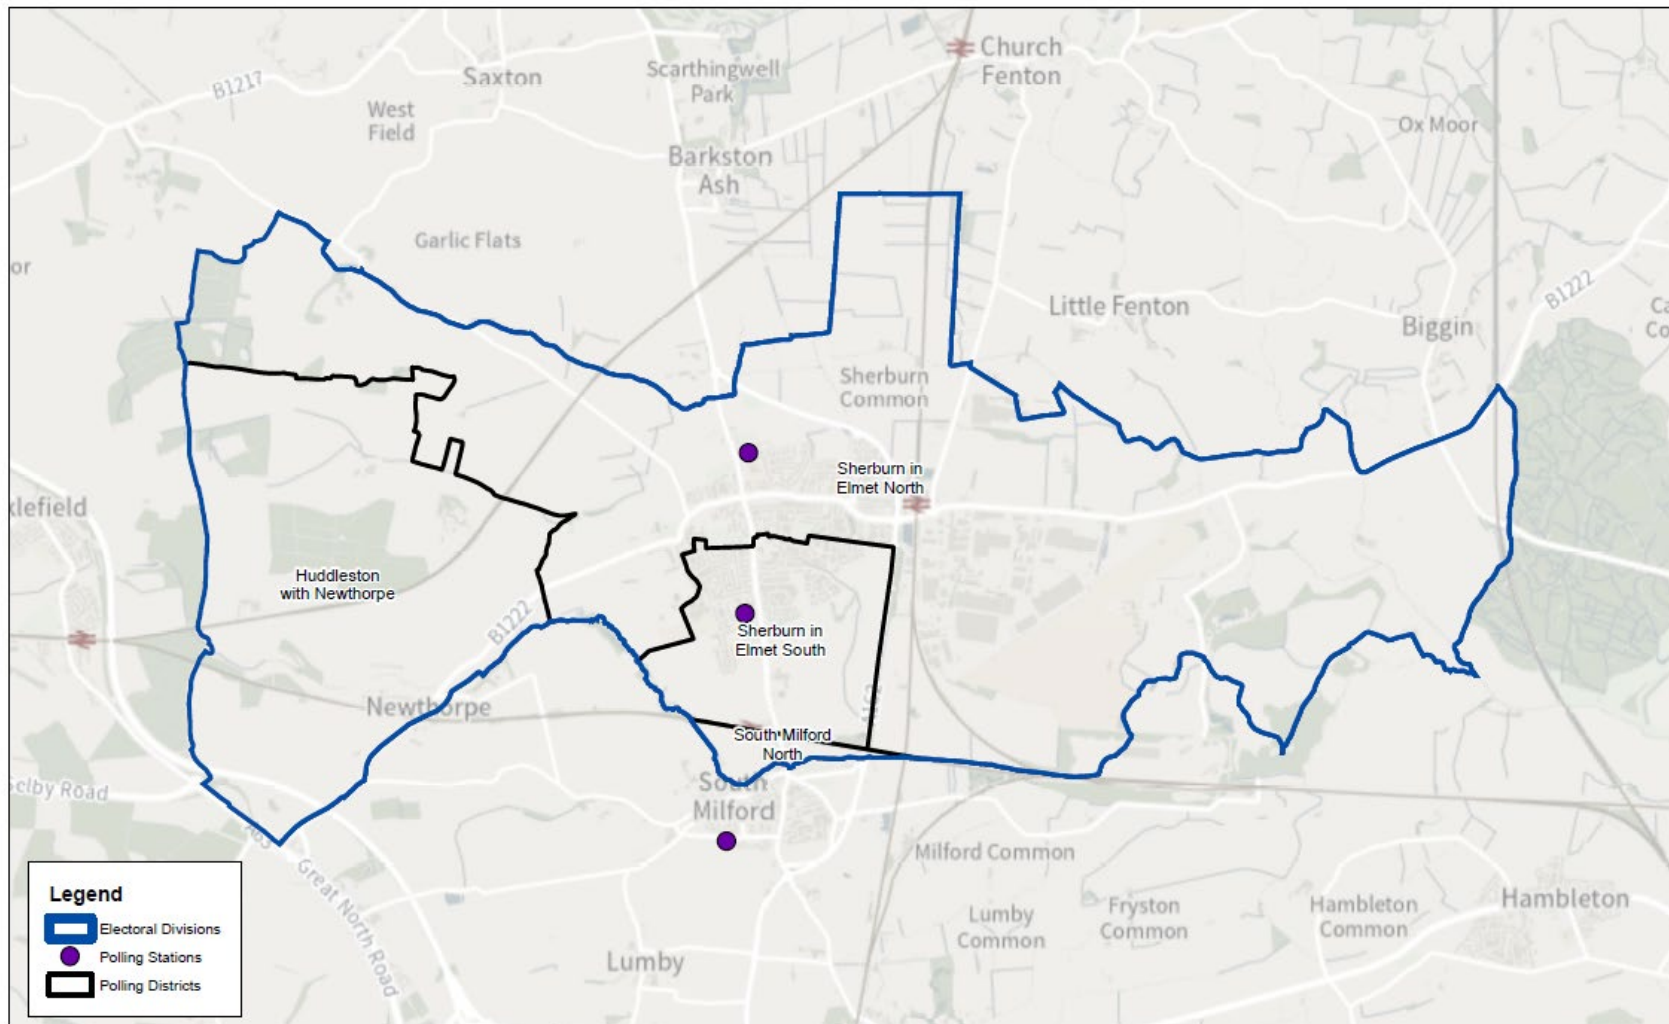 B1217
Saxton
West
Field
Scarthingwell
Park
Church
Fenton
Ox Moor
Barkston
Ash
Garlic Flats
or
Little Fenton
B1222
Biggin
Ca
Co
Sherburn
Common
Sherburn in
Elmet North
klefield
Huddleston
with Newthorpe
B1222
Sherburn in
Elmet South
Newthorpe
A162
South Milford
North
Selby Road
South
Milford
A63
Great North Road
Milford Common
Lumby
Common
Fryston
Common
Hambleton
Common
Hambleton
Lumby
Legend
Electoral Divisions
Polling Stations
Polling Districts